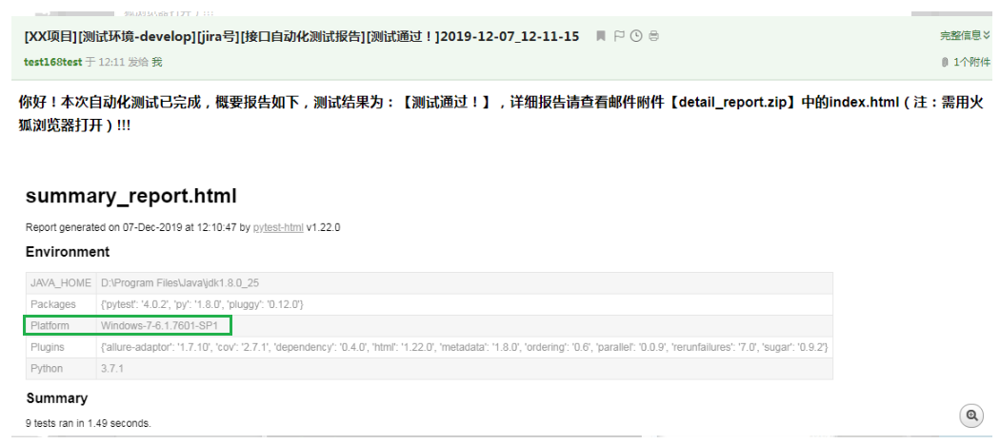 [XX项目][测试环境-develop][jira号][接口自动化测试报告][测试通过！]2019-12-07_12-11-15
完整信息
test168test 于 12:11 发给 我
1个附件
你好！本次自动化测试已完成，概要报告如下，测试结果为：【测试通过！】，详细报告请查看邮件附件【detail_report.zip】中的index.html（注：需用火
狐浏览器打开）!!!
summary_report.html
Report generated on 07-Dec-2019 at 12:10:47 by pytest-html v1.22.0
Environment
JAVA_HOME D:\Program Files\Java\jdk1.8.0_25
Packages {'pytest': '4.0.2', 'py': '1.8.0', 'pluggy': '0.12.0'}
Platform Windows-7-6.1.7601-SP1
Plugins {'allure-adaptor': '1.7.10', 'cov': '2.7.1', 'dependency': '0.4.0', 'html': '1.22.0', 'metadata': '1.8.0', 'ordering': '0.6', 'parallel': '0.0.9', 'rerunfailures': '7.0', 'sugar': '0.9.2'}
Python 3.7.1
Summary
9 tests ran in 1.49 seconds.